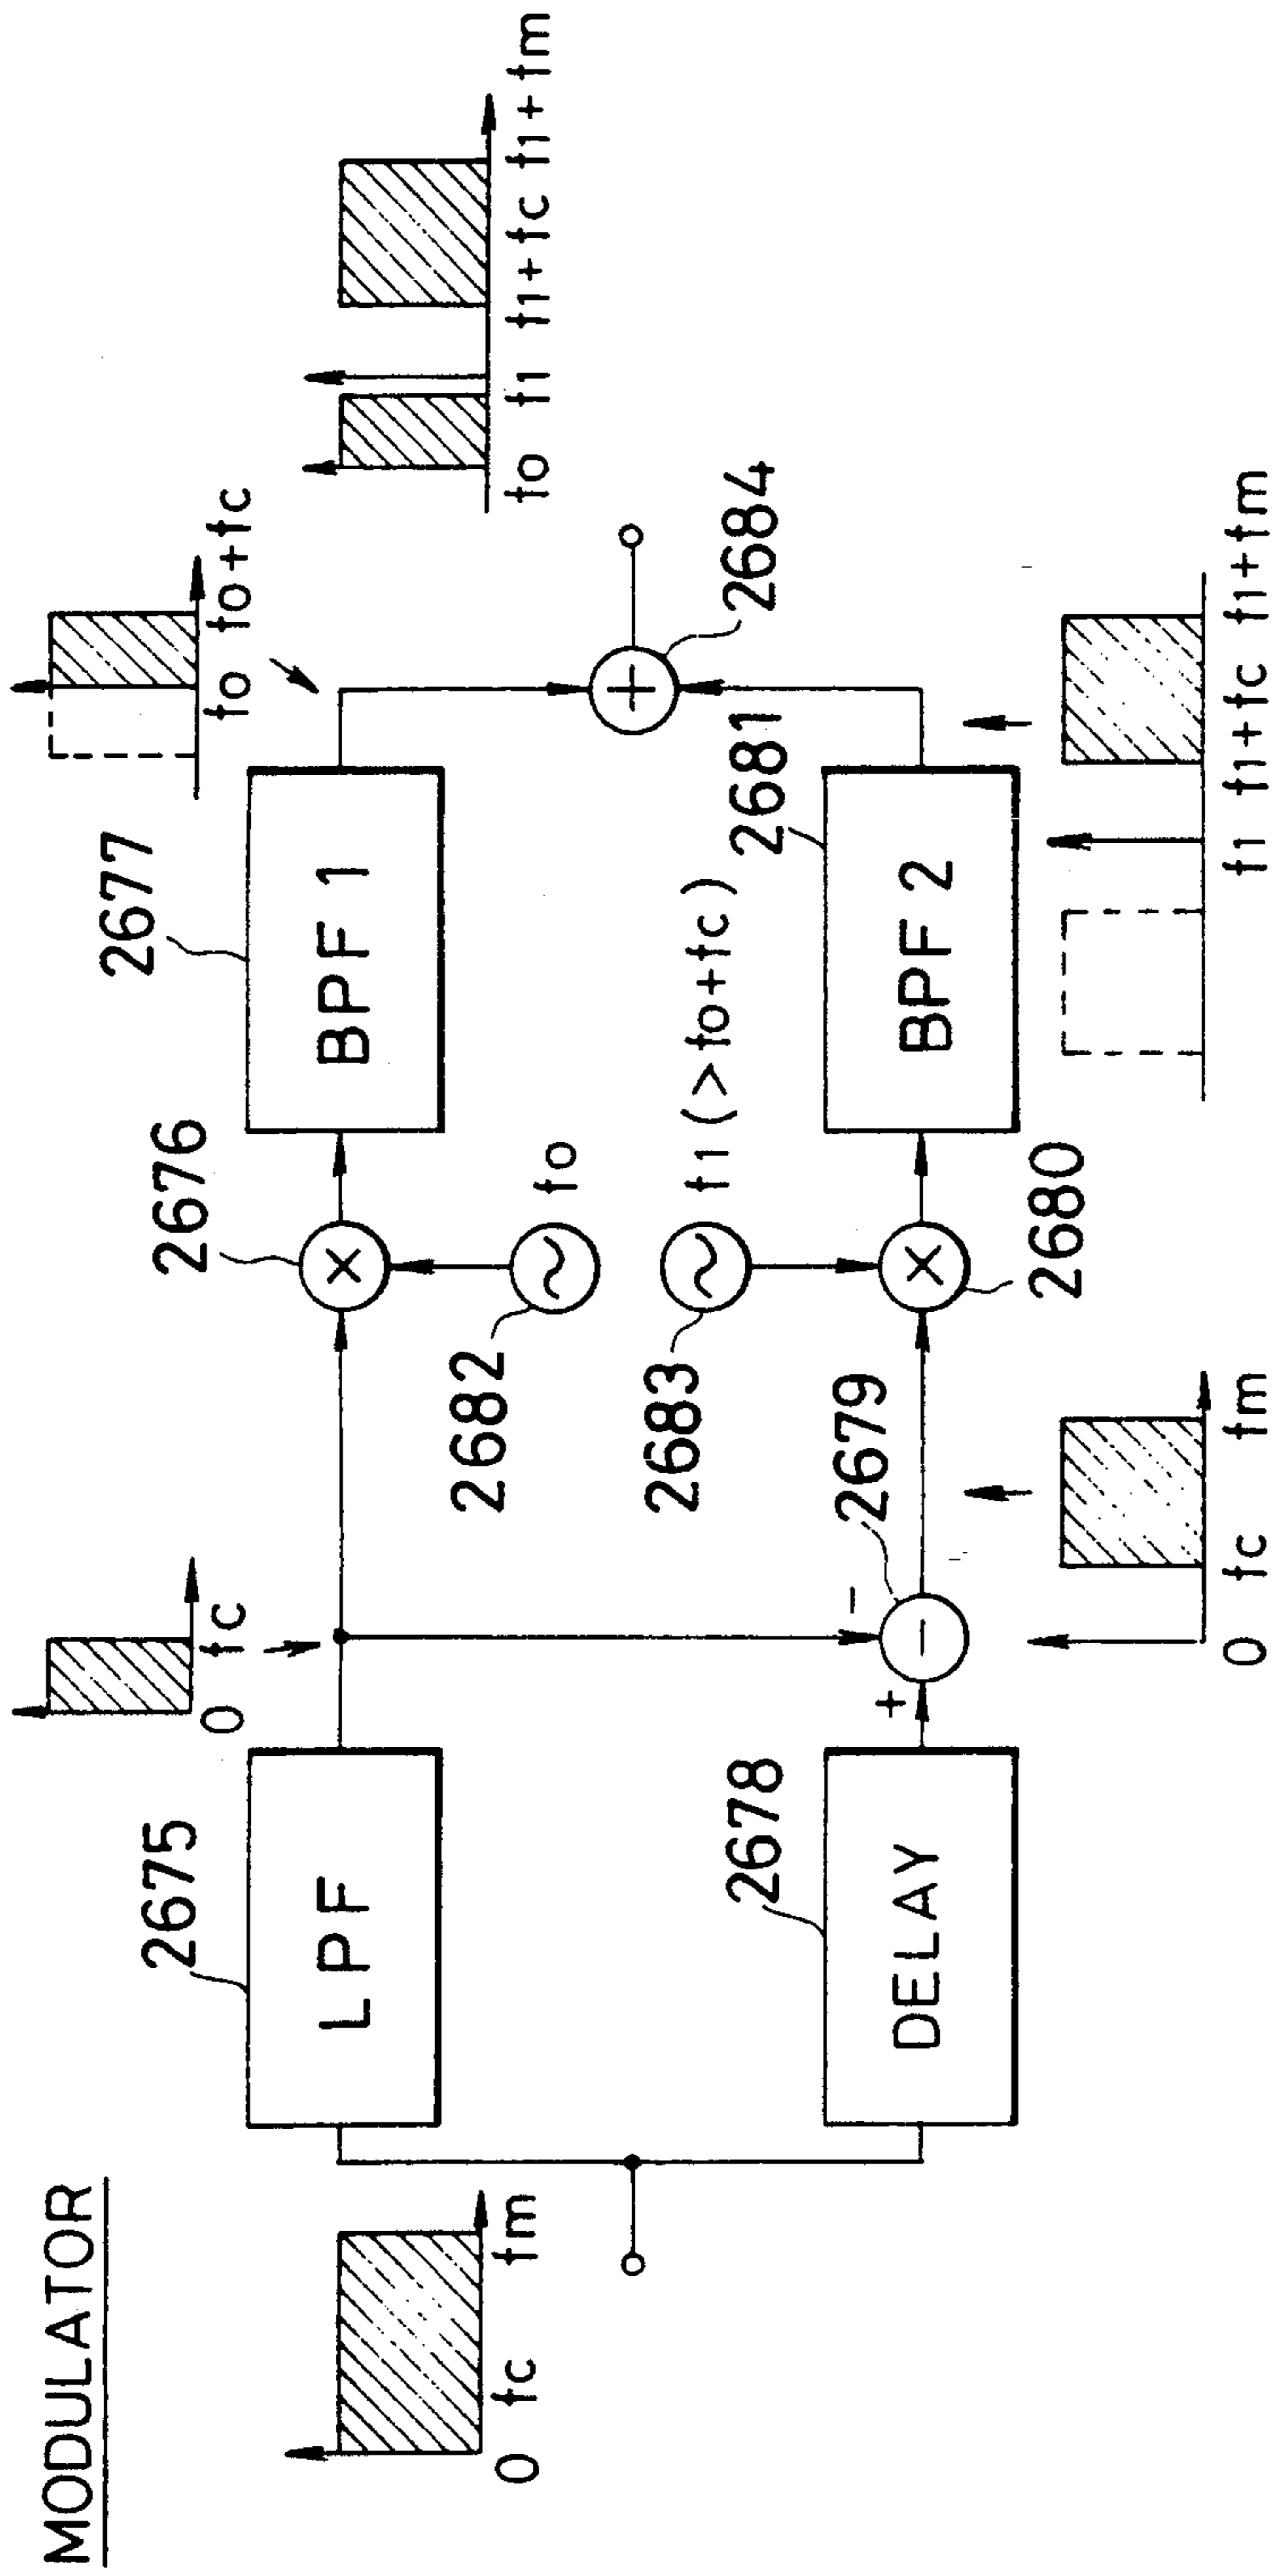 MODULATOR
0 fc fm
2675
LPF
0 fc
2676
2682
fo
2677
BPF 1
fo fo+fc
2678
DELAY
+
-
-
2679
0 fc fm
2683
f1 (>fo+fc)
2680
2681
BPF 2
f1 f1+fc f1+fm
+
2684
fo f1 f1+fc f1+fm